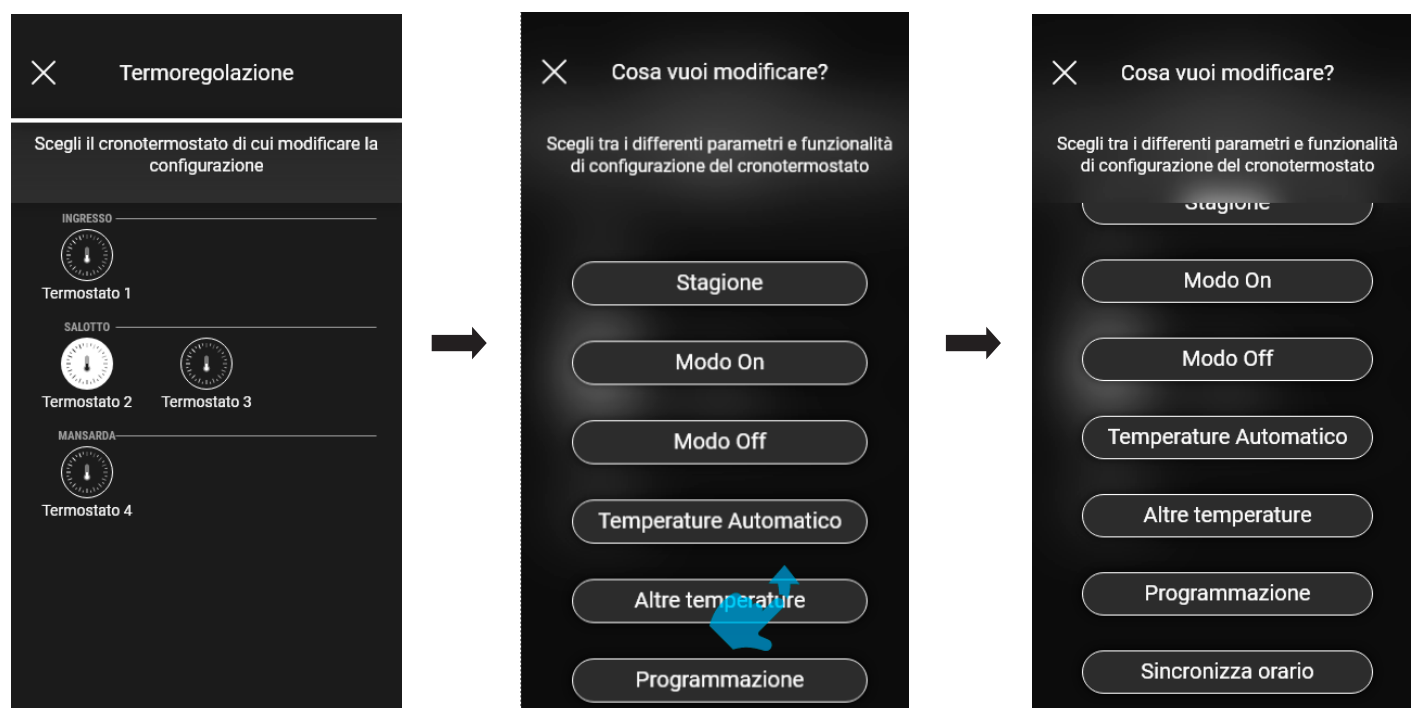 Termoregolazione
Scegli il cronotermostato di cui modificare la
configurazione
INGRESSO
Termostato 1
SALOTTO
Termostato 2
Termostato 3
MANSARDA
Termostato 4
Cosa vuoi modificare?
Scegli tra i differenti parametri e funzionalità
di configurazione del cronotermostato
Stagione
Modo On
Modo Off
Temperature Automatico
Altre temperature
Programmazione
Cosa vuoi modificare?
Scegli tra i differenti parametri e funzionalità
di configurazione del cronotermostato
Stagione
Modo On
Modo Off
Temperature Automatico
Altre temperature
Programmazione
Sincronizza orario